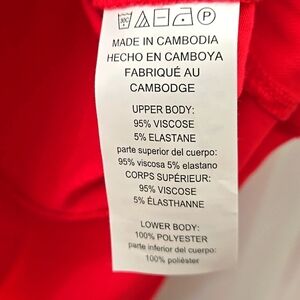 MADE IN CAMBODIA
HECHO EN CAMBOYA
FABRIQUÉ AU
CAMBODGE
UPPER BODY:
95% VISCOSE
5% ELASTANE
parte superior del cuerpo:
95% viscosa 5% elastano
CORPS SUPÉRIEUR:
95% VISCOSE
5% ÉLASTHANNE
LOWER BODY:
100% POLYESTER
parte inferior del cuerpo:
100% poliéster